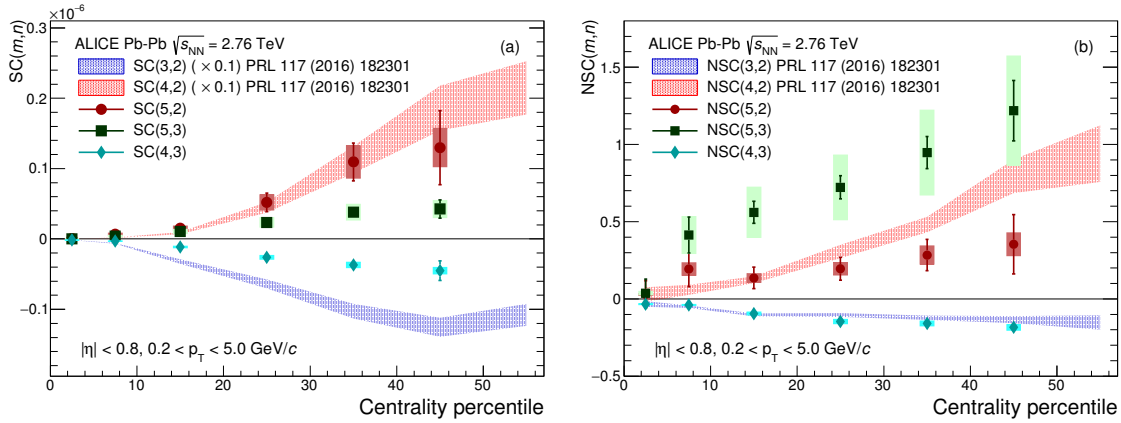 ×10⁻⁶
SC(m,n)
0.3
0.2
0.1
0
−0.1
ALICE Pb-Pb √sNN = 2.76 TeV
(a)
SC(3,2) (×0.1) PRL 117 (2016) 182301
SC(4,2) (×0.1) PRL 117 (2016) 182301
SC(5,2)
SC(5,3)
SC(4,3)
|η| < 0.8, 0.2 < pT < 5.0 GeV/c
0 10 20 30 40 50
Centrality percentile
NSC(m,n)
1.5
1
0.5
0
−0.5
ALICE Pb-Pb √sNN = 2.76 TeV
(b)
NSC(3,2) PRL 117 (2016) 182301
NSC(4,2) PRL 117 (2016) 182301
NSC(5,2)
NSC(5,3)
NSC(4,3)
|η| < 0.8, 0.2 < pT < 5.0 GeV/c
0 10 20 30 40 50
Centrality percentile